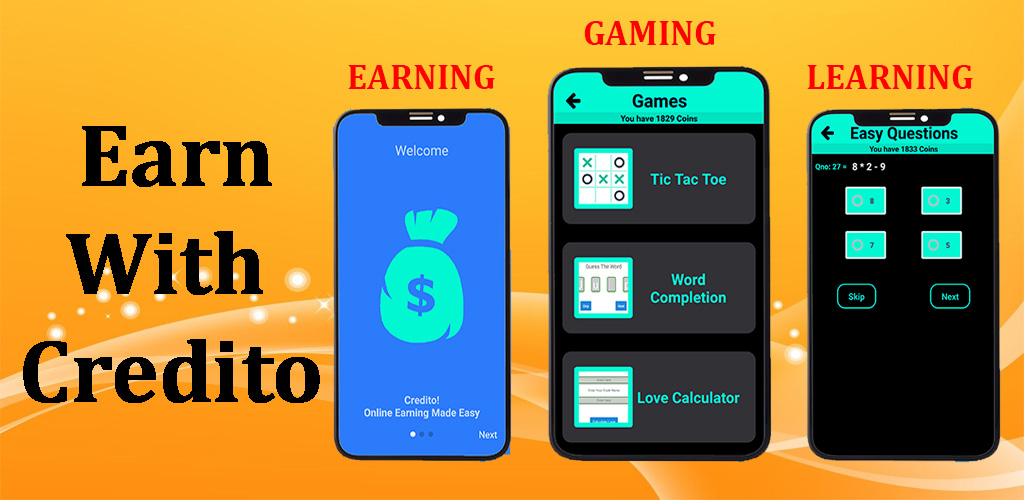 Earn
With
Credito
EARNING
Welcome
$
Credito!
Online Earning Made Easy
Next
GAMING
Games
You have 1829 Coins
X O
O X X
O
Tic Tac Toe
Guess The Word
Word
Completion
Love Calculator
LEARNING
Easy Questions
You have 1833 Coins
Qno: 27 = 8 * 2 - 9
8 3
7 5
Skip Next